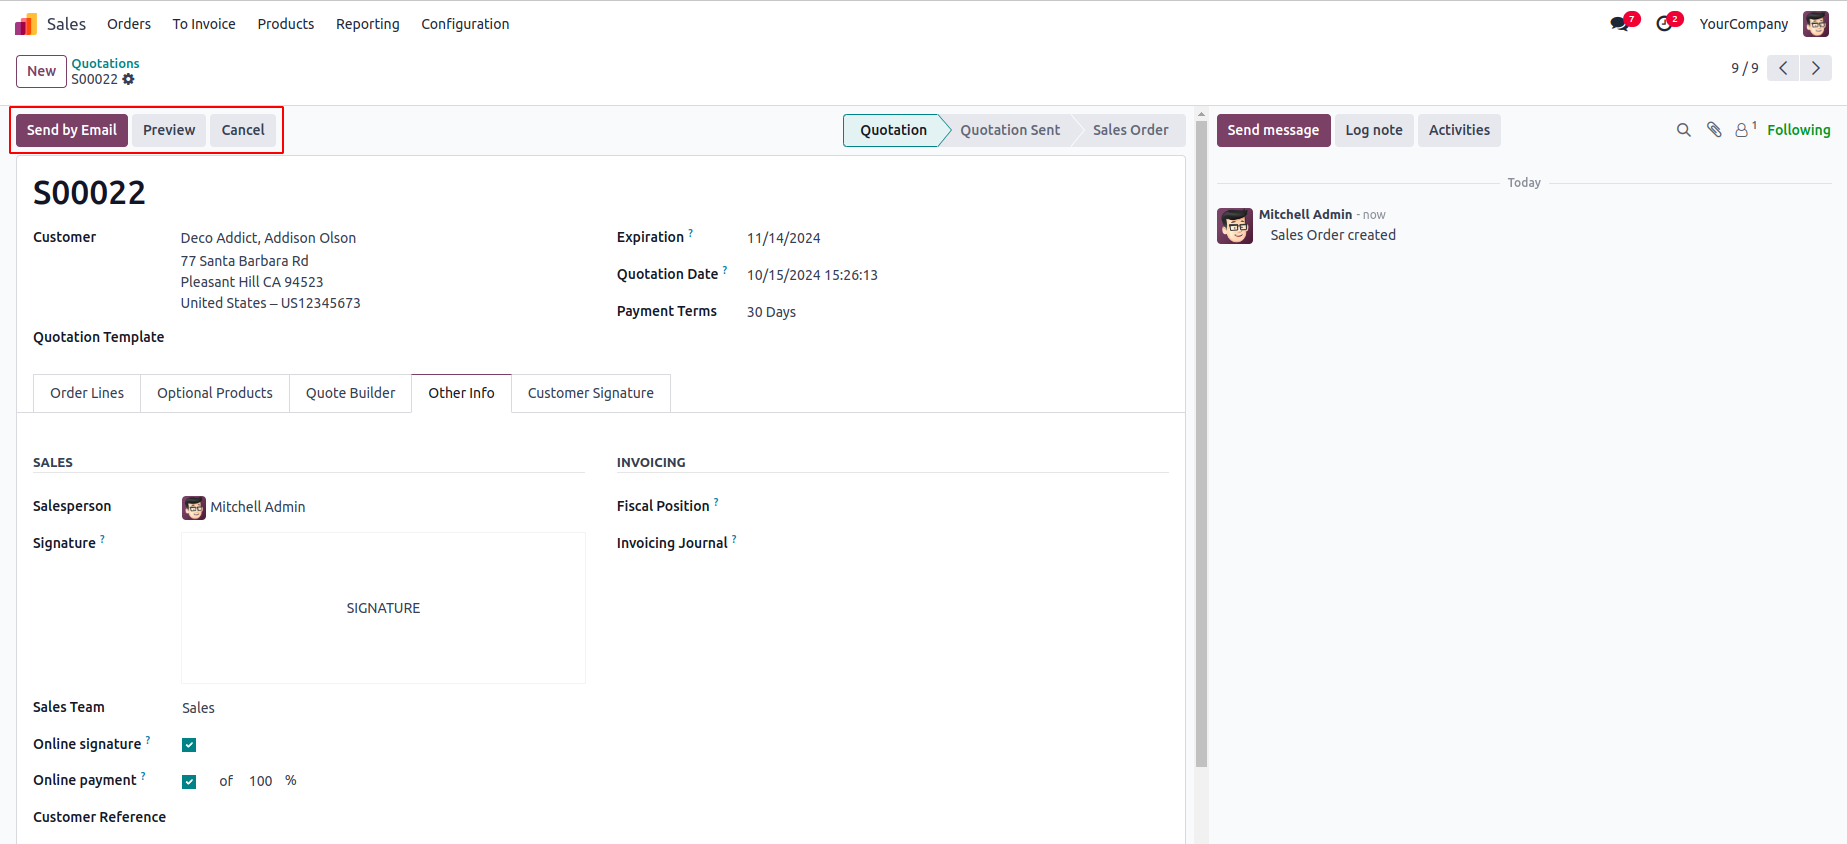 Sales Orders To Invoice Products Reporting Configuration 7 2 YourCompany
New Quotations
S00022
9 / 9
Send by Email Preview Cancel
Quotation Quotation Sent Sales Order
Send message Log note Activities 1 Following
S00022
Customer Deco Addict, Addison Olson
77 Santa Barbara Rd
Pleasant Hill CA 94523
United States – US12345673
Quotation Template
Expiration ? 11/14/2024
Quotation Date ? 10/15/2024 15:26:13
Payment Terms 30 Days
Order Lines Optional Products Quote Builder Other Info Customer Signature
SALES
Salesperson Mitchell Admin
Signature ?
SIGNATURE
Sales Team Sales
Online signature ?
Online payment ? of 100 %
Customer Reference
INVOICING
Fiscal Position ?
Invoicing Journal ?
Today
Mitchell Admin - now
Sales Order created